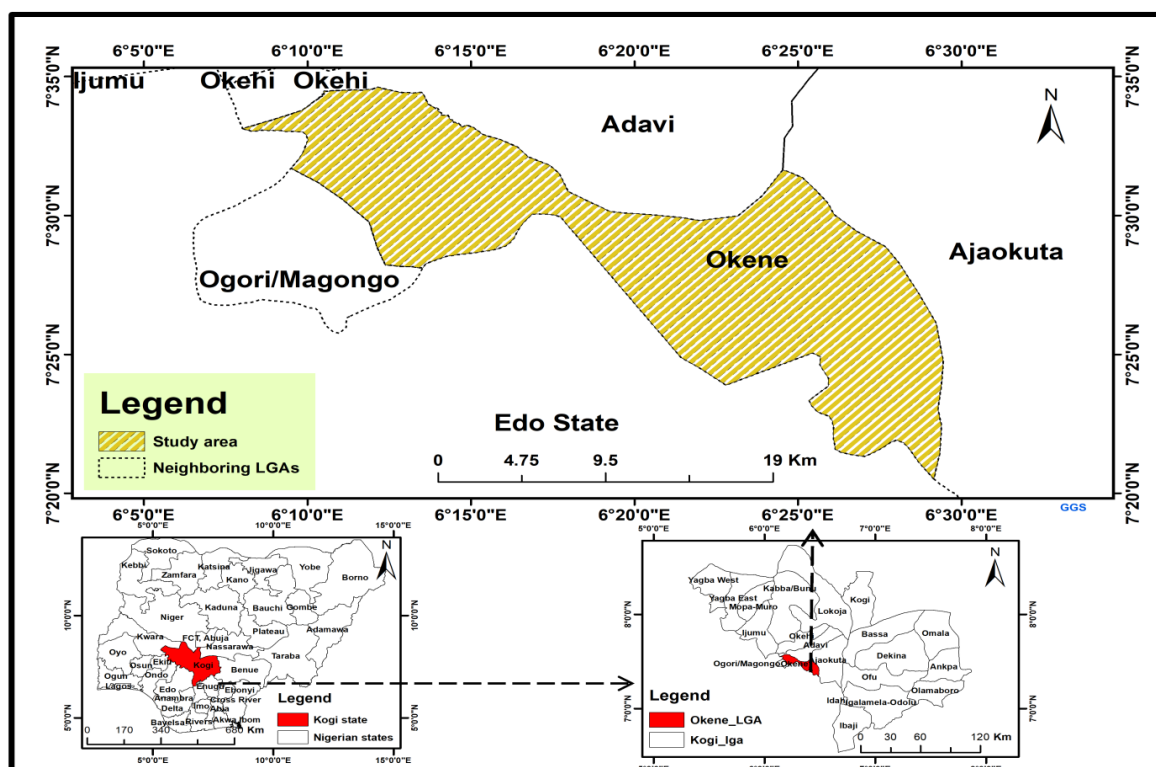 6°5'0"E 6°10'0"E 6°15'0"E 6°20'0"E 6°25'0"E 6°30'0"E
7°35'0"N 7°35'0"N
Ijumu Okehi Okehi
Adavi
N
7°30'0"N 7°30'0"N
Okene Ajaokuta
Ogori/Magongo
7°25'0"N 7°25'0"N
Legend
Study area
Neighboring LGAs
Edo State
0 4.75 9.5 19 Km
7°20'0"N 7°20'0"N
6°5'0"E 6°10'0"E 6°15'0"E 6°20'0"E 6°25'0"E 6°30'0"E
GGS
5°0'0"E 10°0'0"E 15°0'0"E
N
Sokoto
Kebbi Zamfara Katsina Jigawa Yobe
Kano Borno
Kaduna Bauchi Gombe
Niger
10°0'0"N 10°0'0"N
Plateau Adamawa
Kwara FCT, Abuja
Nassarawa
Oyo Ekiti Kogi Taraba
Osun Benue
Ogun Ondo
Lagos Edo Enugu Ebonyi
Anambra Cross River
Delta Imo Abia
Bayelsa Rivers Akwa Ibom
5°0'0"N 5°0'0"N
0 170 340 680 Km
Legend
Kogi state
Nigerian states
5°0'0"E 10°0'0"E 15°0'0"E
5°0'0"E 6°0'0"E 7°0'0"E 8°0'0"E
N
Yagba West Kabba/Bunu
Yagba East Kogi
Mopa-Muro Lokoja
8°0'0"N 8°0'0"N
Ijumu Okehi Bassa Omala
Adavi
Dekina
Ogori/Magongo Okene Ajaokuta Ankpa
Ofu
Olamaboro
Idah Igalamela-Odolu
7°0'0"N 7°0'0"N
Ibaji
Legend
Okene_LGA
Kogi_lga
0 30 60 120 Km